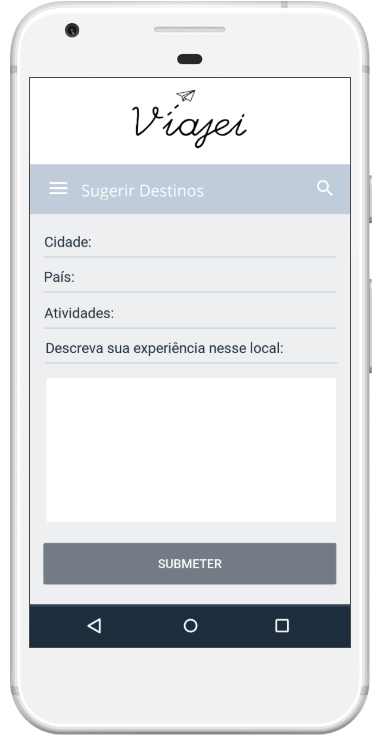 Viajei
Sugerir Destinos
Cidade:
País:
Atividades:
Descreva sua experiência nesse local:
SUBMETER